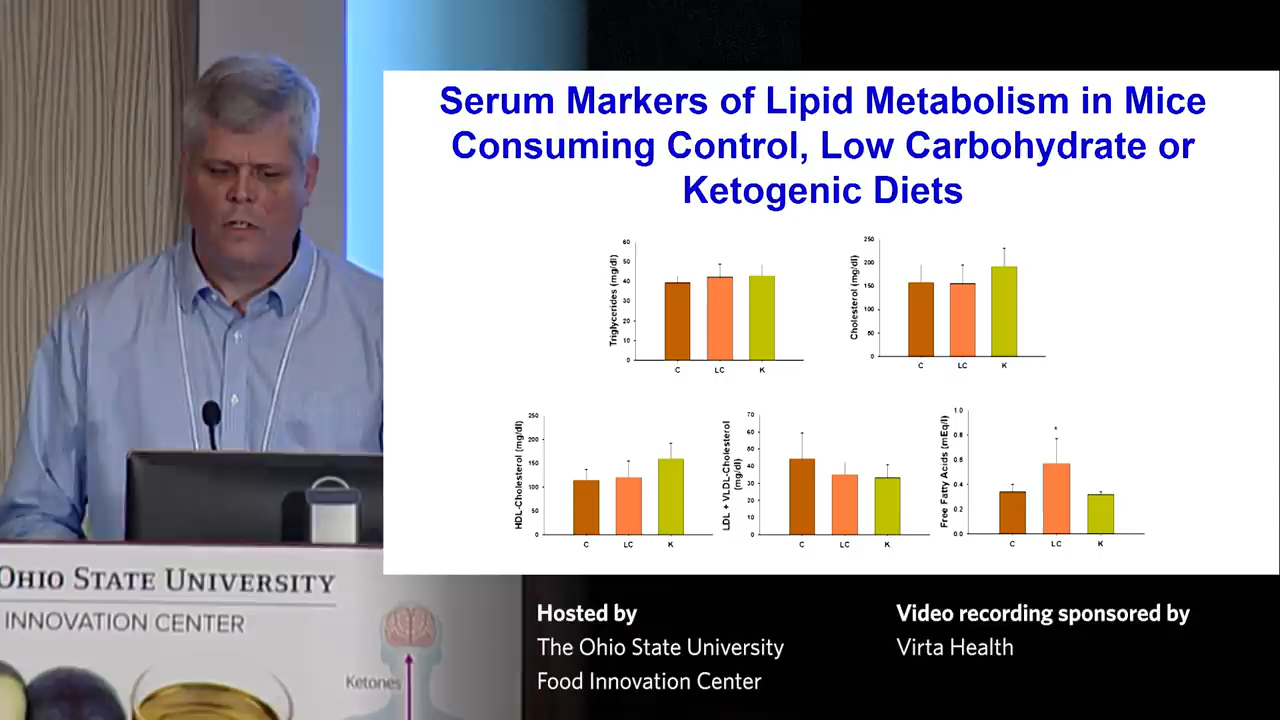 Serum Markers of Lipid Metabolism in Mice
Consuming Control, Low Carbohydrate or
Ketogenic Diets
Triglycerides (mg/dl)
60
50
40
30
20
10
0
C LC K
Cholesterol (mg/dl)
250
200
150
100
50
0
C LC K
HDL-Cholesterol (mg/dl)
250
200
150
100
50
0
C LC K
LDL + VLDL-Cholesterol
(mg/dl)
70
60
50
40
30
20
10
0
C LC K
Free Fatty Acids (mEq/l)
1.0
0.8
0.6
0.4
0.2
0.0
*
C LC K
OHIO STATE UNIVERSITY
INNOVATION CENTER
Ketones
Hosted by
The Ohio State University
Food Innovation Center
Video recording sponsored by
Virta Health